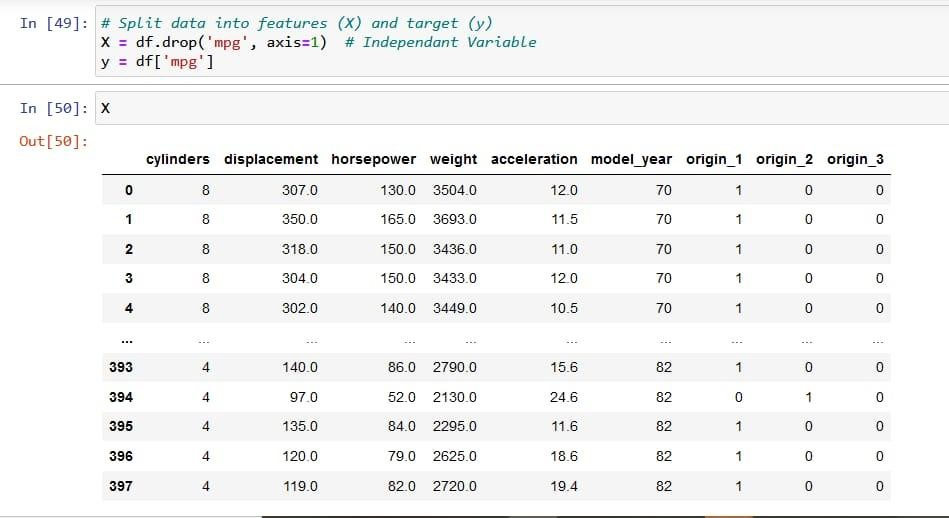 In [49]: # Split data into features (X) and target (y)
X = df.drop('mpg', axis=1)  # Independant Variable
y = df['mpg']
In [50]: X
Out[50]:
cylinders displacement horsepower weight acceleration model_year origin_1 origin_2 origin_3
0 8 307.0 130.0 3504.0 12.0 70 1 0 0
1 8 350.0 165.0 3693.0 11.5 70 1 0 0
2 8 318.0 150.0 3436.0 11.0 70 1 0 0
3 8 304.0 150.0 3433.0 12.0 70 1 0 0
4 8 302.0 140.0 3449.0 10.5 70 1 0 0
... ... ... ... ... ... ... ... ... ...
393 4 140.0 86.0 2790.0 15.6 82 1 0 0
394 4 97.0 52.0 2130.0 24.6 82 0 1 0
395 4 135.0 84.0 2295.0 11.6 82 1 0 0
396 4 120.0 79.0 2625.0 18.6 82 1 0 0
397 4 119.0 82.0 2720.0 19.4 82 1 0 0